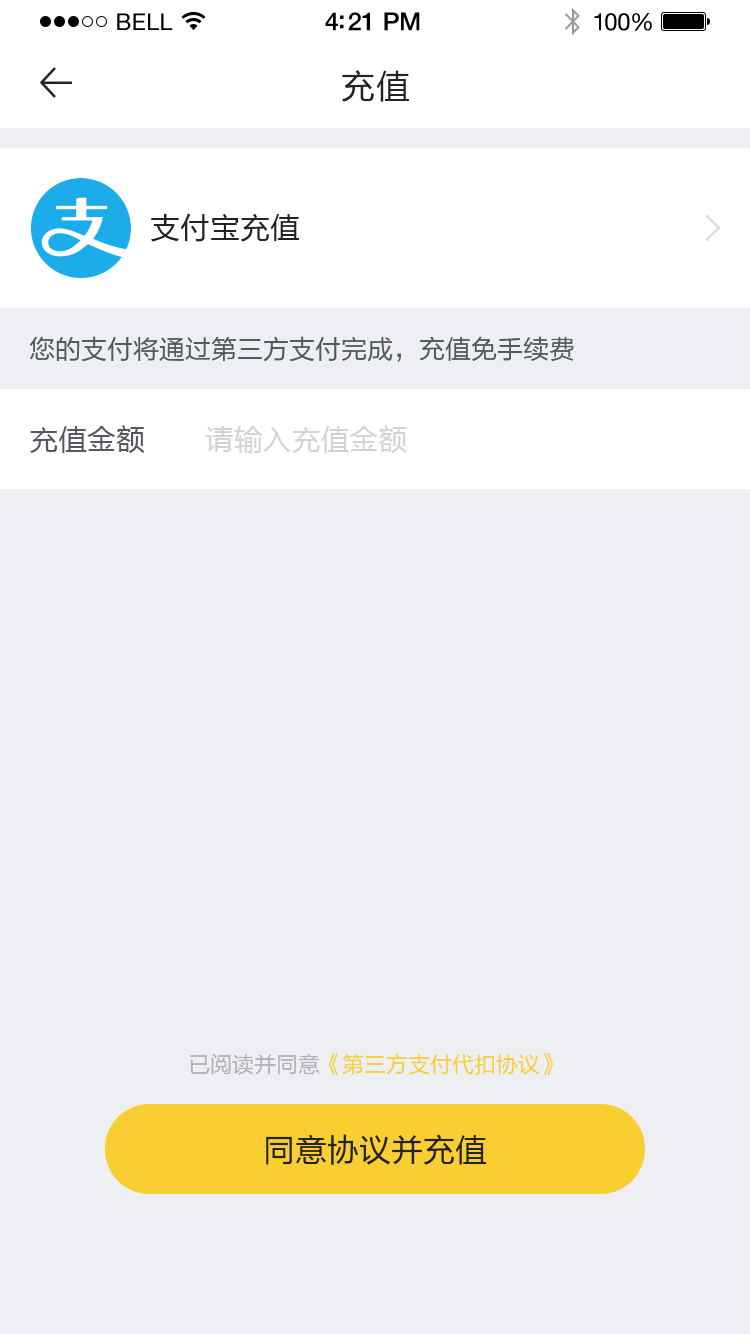 BELL 4:21 PM 100%
充值
支 支付宝充值
您的支付将通过第三方支付完成，充值免手续费
充值金额 请输入充值金额
已阅读并同意《第三方支付代扣协议》
同意协议并充值